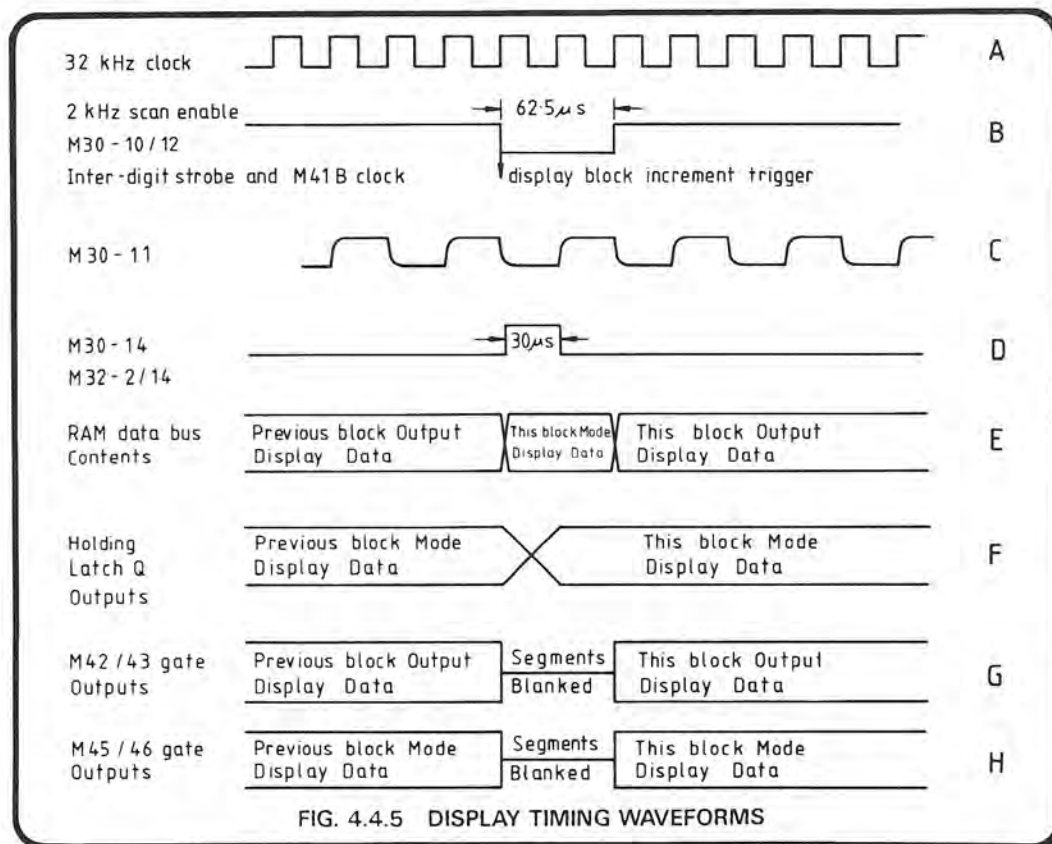 32 kHz clock
A
2 kHz scan enable
62·5µs
M30-10/12
B
Inter-digit strobe and M41B clock
display block increment trigger
M30-11
C
M30-14
30µs
D
M32-2/14
RAM data bus
Contents
Previous block Output
Display Data
This block Mode
Display Data
This block Output
Display Data
E
Holding
Latch Q
Outputs
Previous block Mode
Display Data
This block Mode
Display Data
F
M42/43 gate
Outputs
Previous block Output
Display Data
Segments
Blanked
This block Output
Display Data
G
M45/46 gate
Outputs
Previous block Mode
Display Data
Segments
Blanked
This block Mode
Display Data
H
FIG. 4.4.5 DISPLAY TIMING WAVEFORMS